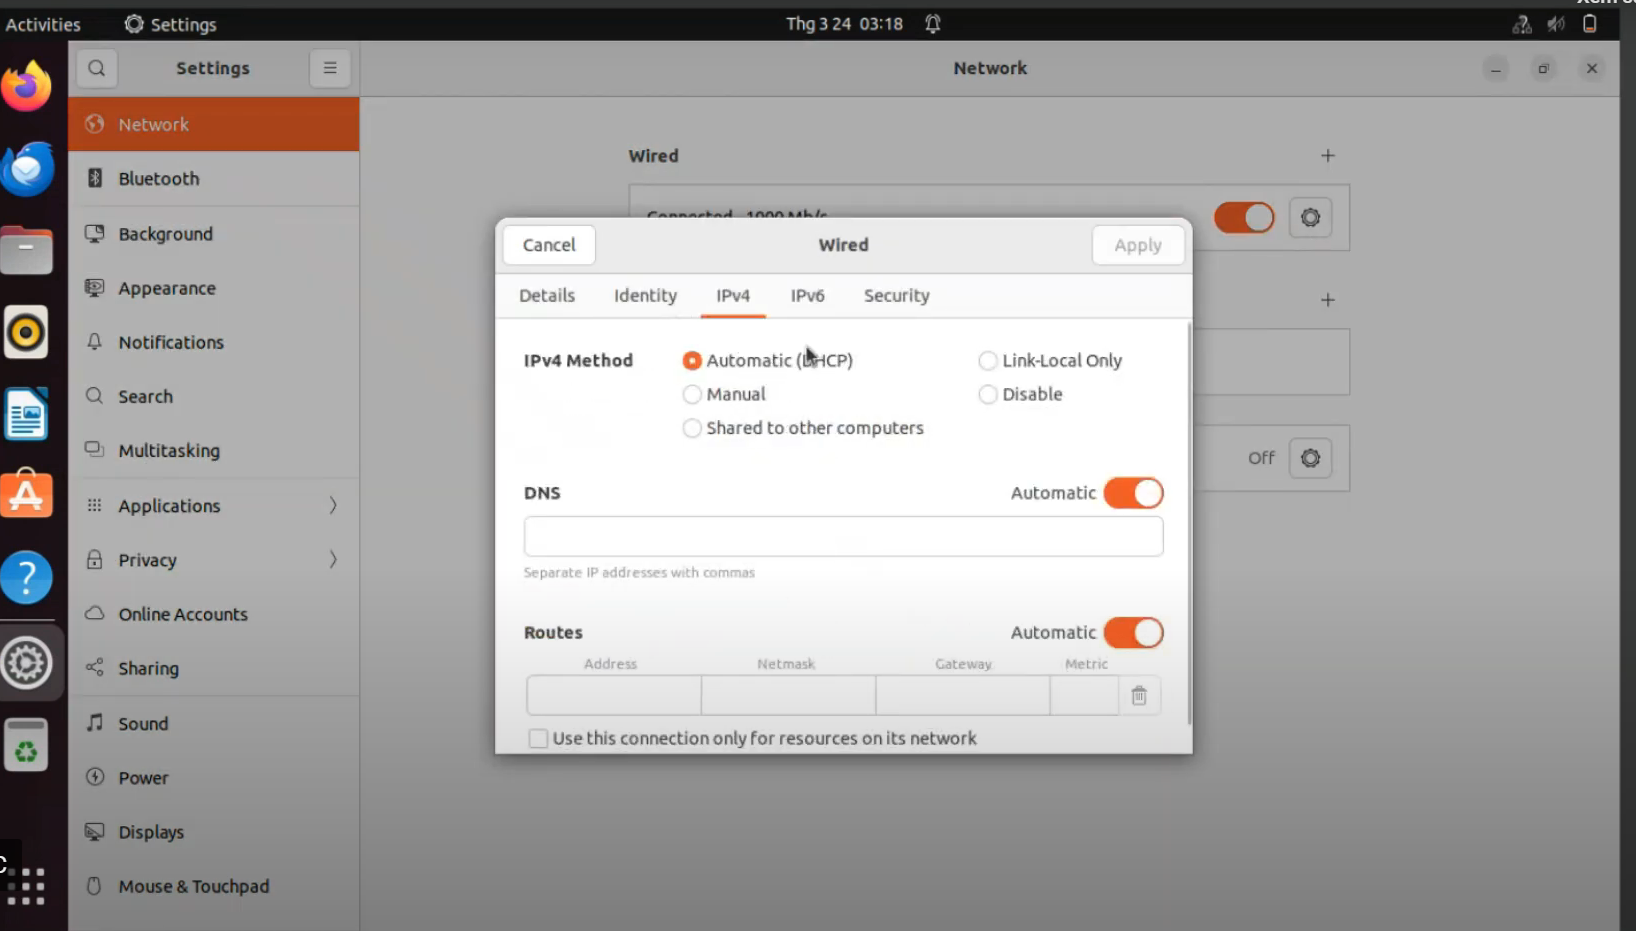 Activities
Settings
Thg 3 24 03:18
Settings
Network
Network
Bluetooth
Background
Appearance
Notifications
Search
Multitasking
Applications
Privacy
Online Accounts
Sharing
Sound
Power
Displays
Mouse & Touchpad
Wired
Connected - 1000 Mb/s
Off
Cancel
Wired
Apply
Details
Identity
IPv4
IPv6
Security
IPv4 Method
Automatic (DHCP)
Link-Local Only
Manual
Disable
Shared to other computers
DNS
Automatic
Separate IP addresses with commas
Routes
Automatic
Address
Netmask
Gateway
Metric
Use this connection only for resources on its network